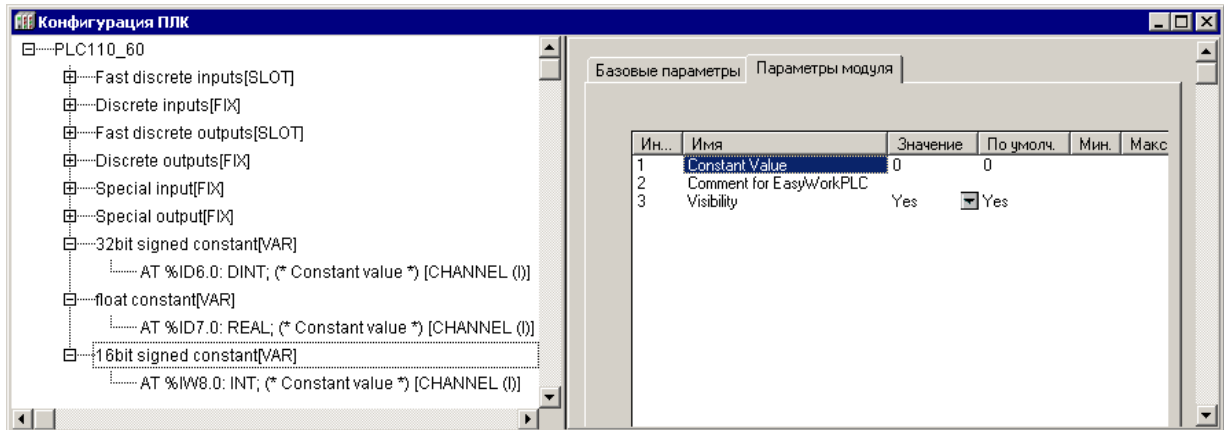 Конфигурация ПЛК
PLC110_60
Fast discrete inputs[SLOT]
Discrete inputs[FIX]
Fast discrete outputs[SLOT]
Discrete outputs[FIX]
Special input[FIX]
Special output[FIX]
32bit signed constant[VAR]
AT %ID6.0: DINT; (* Constant value *) [CHANNEL (I)]
float constant[VAR]
AT %ID7.0: REAL; (* Constant value *) [CHANNEL (I)]
16bit signed constant[VAR]
AT %IW8.0: INT; (* Constant value *) [CHANNEL (I)]
Базовые параметры Параметры модуля
Ин... Имя Значение По умолч. Мин. Макс
1 Constant Value 0 0
2 Comment for EasyWorkPLC
3 Visibility Yes Yes